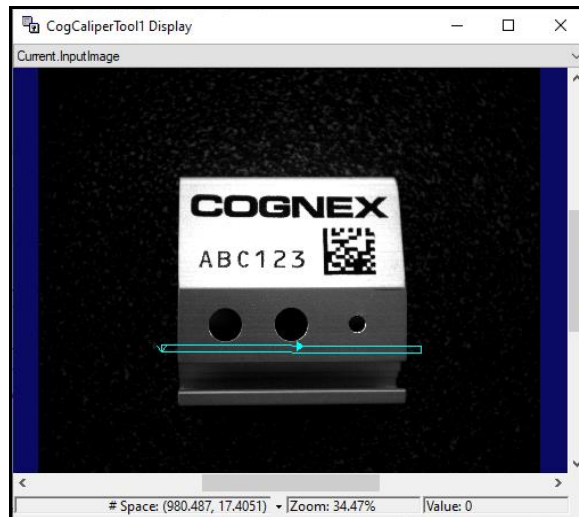 CogCaliperTool1 Display
Current.InputImage
COGNEX
ABC123
# Space: (980.487, 17.4051)
Zoom: 34.47%
Value: 0